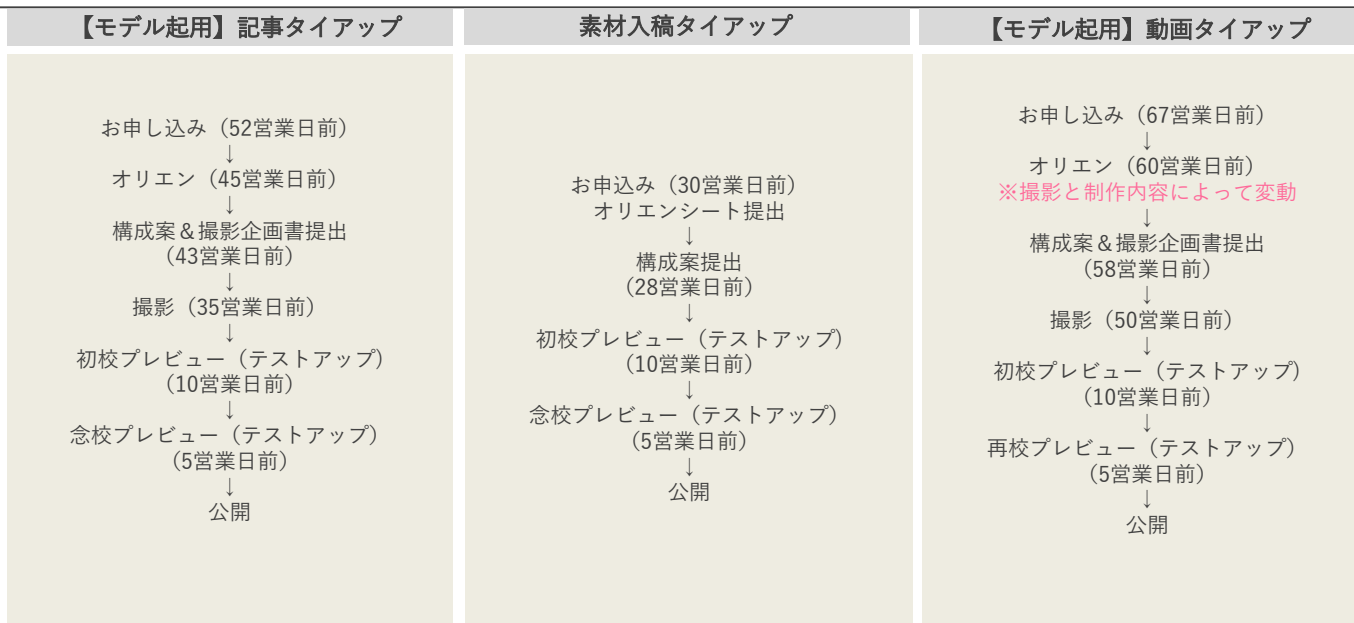 【モデル起用】記事タイアップ
お申し込み（52営業日前）
↓
オリエン（45営業日前）
↓
構成案＆撮影企画書提出
（43営業日前）
↓
撮影（35営業日前）
↓
初校プレビュー（テストアップ）
（10営業日前）
↓
念校プレビュー（テストアップ）
（5営業日前）
↓
公開
素材入稿タイアップ
お申込み（30営業日前）
オリエンシート提出
↓
構成案提出
（28営業日前）
↓
初校プレビュー（テストアップ）
（10営業日前）
↓
念校プレビュー（テストアップ）
（5営業日前）
↓
公開
【モデル起用】動画タイアップ
お申し込み（67営業日前）
↓
オリエン（60営業日前）
※撮影と制作内容によって変動
↓
構成案＆撮影企画書提出
（58営業日前）
↓
撮影（50営業日前）
↓
初校プレビュー（テストアップ）
（10営業日前）
↓
再校プレビュー（テストアップ）
（5営業日前）
↓
公開